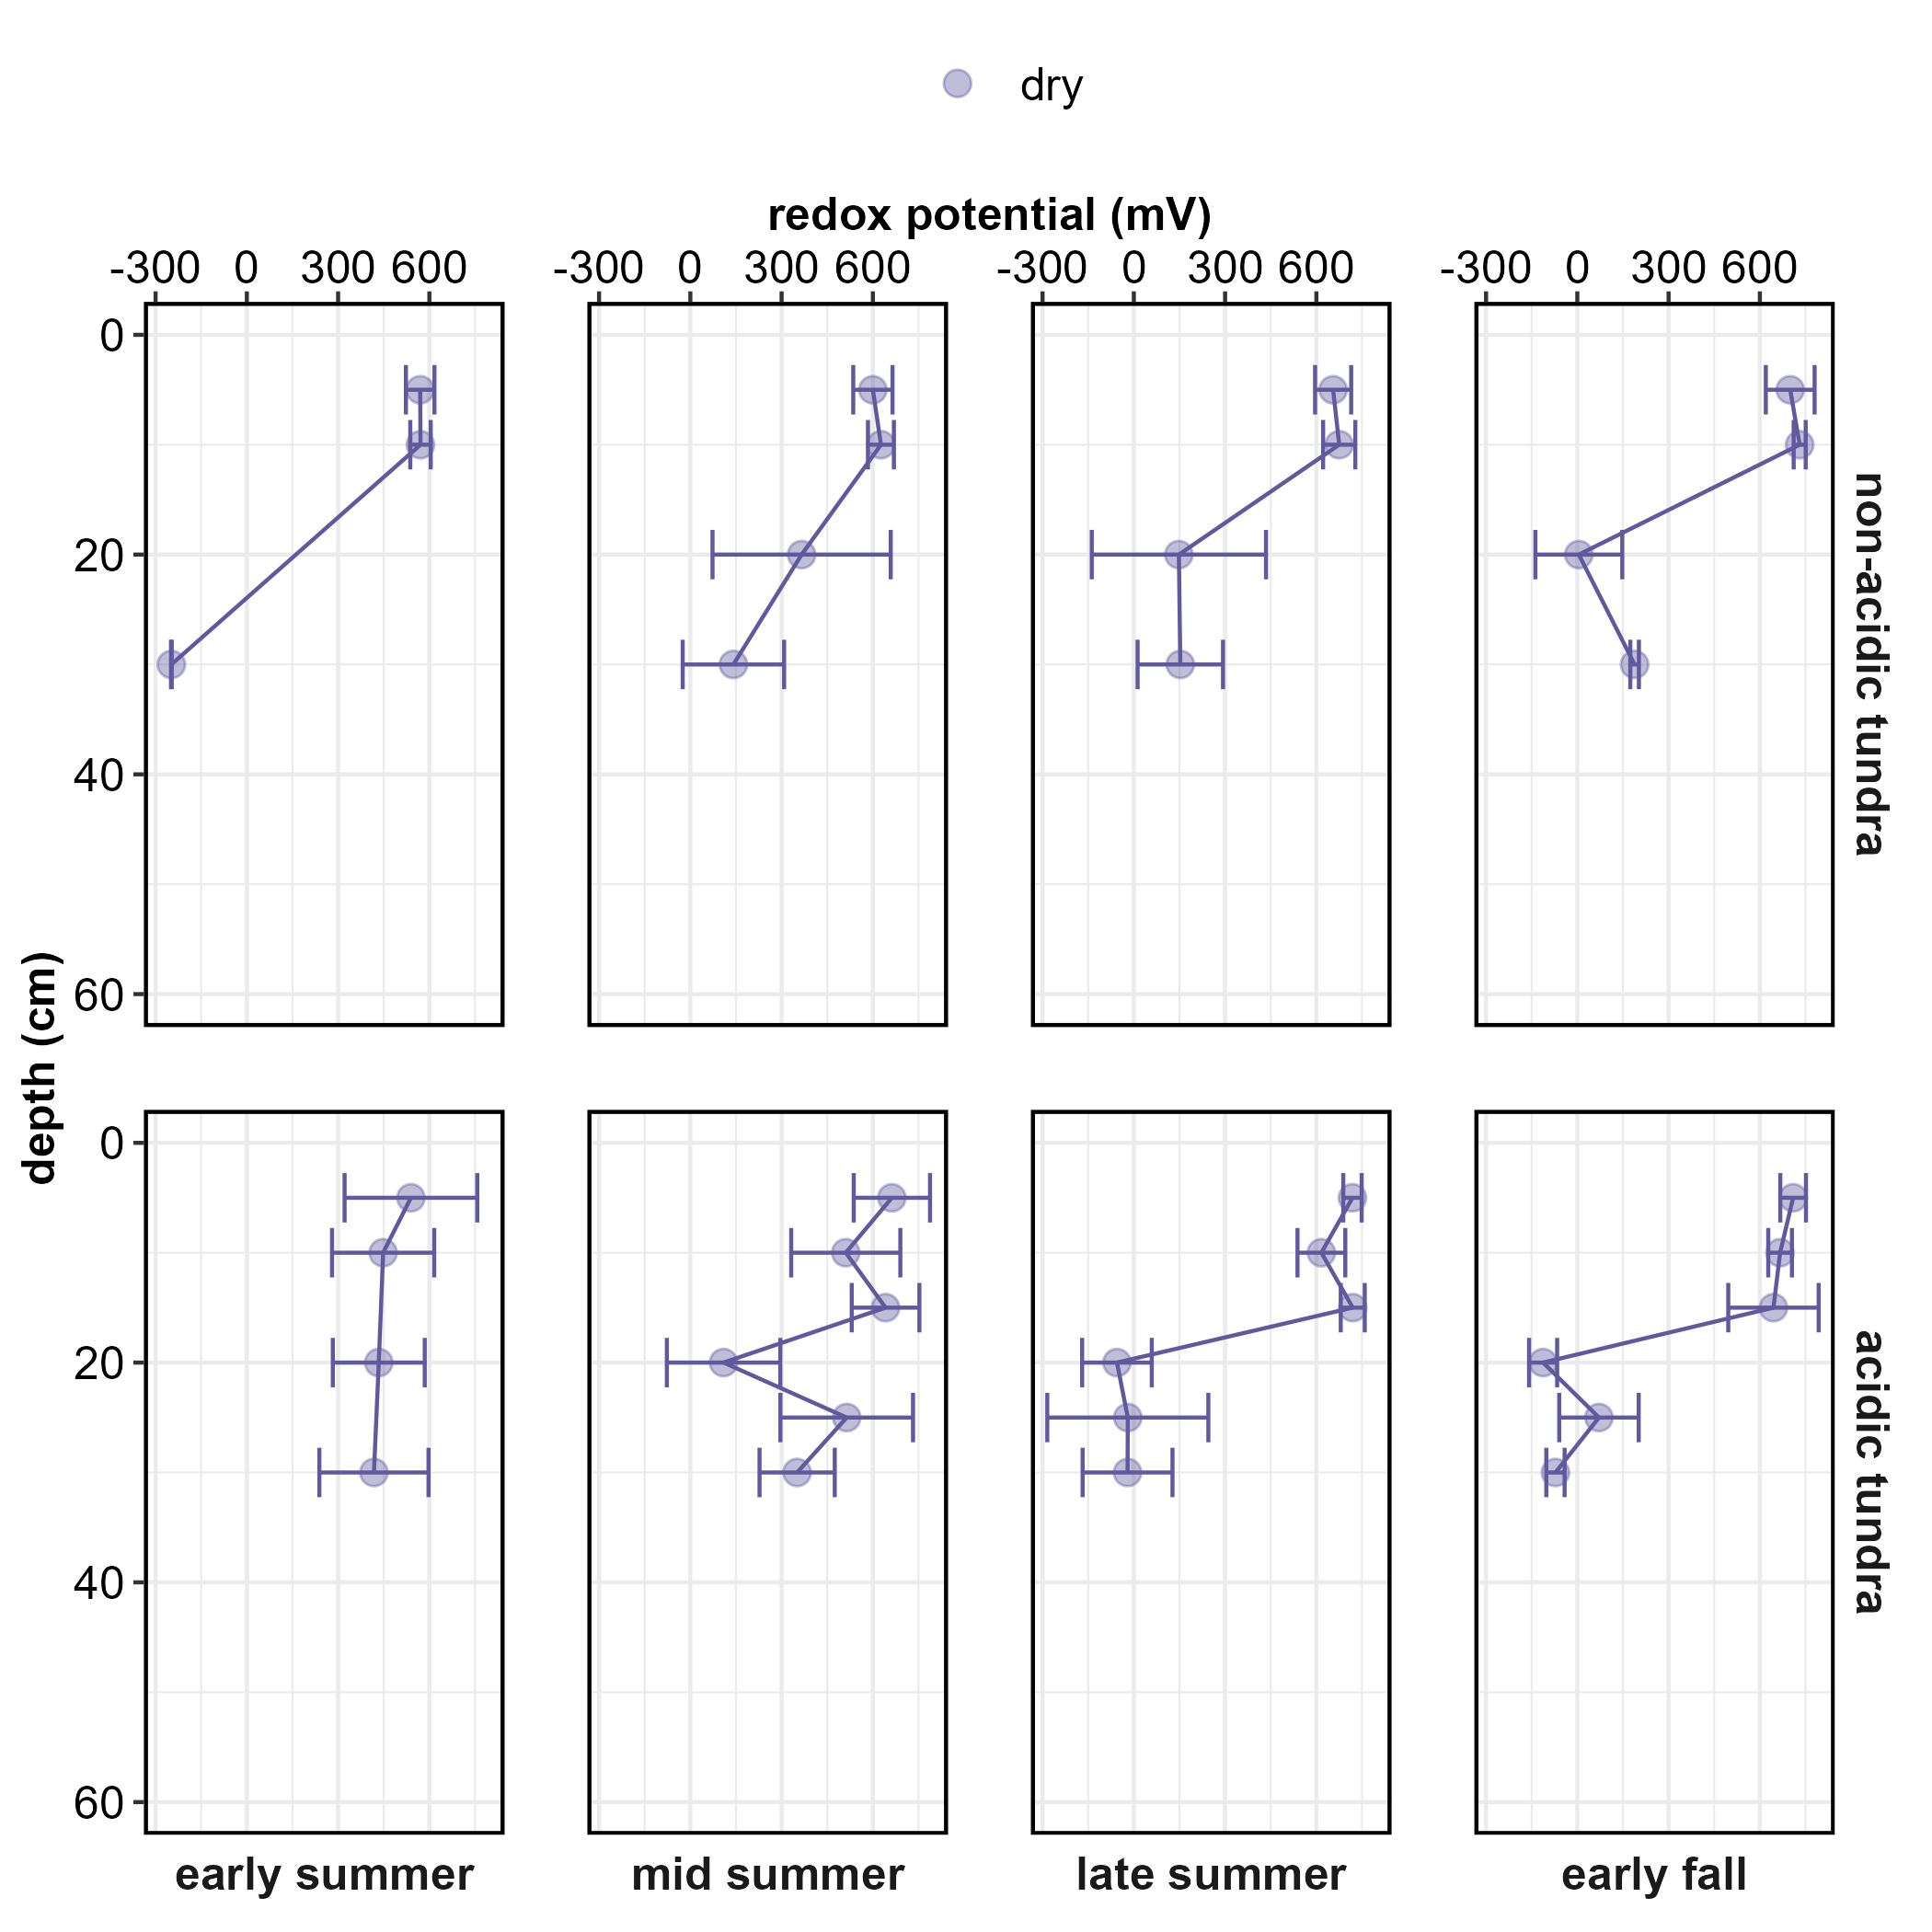 dry
redox potential (mV)
-300 0 300 600 -300 0 300 600 -300 0 300 600 -300 0 300 600
0
20
40
60
non-acidic tundra
depth (cm)
0
20
40
60
acidic tundra
early summer mid summer late summer early fall